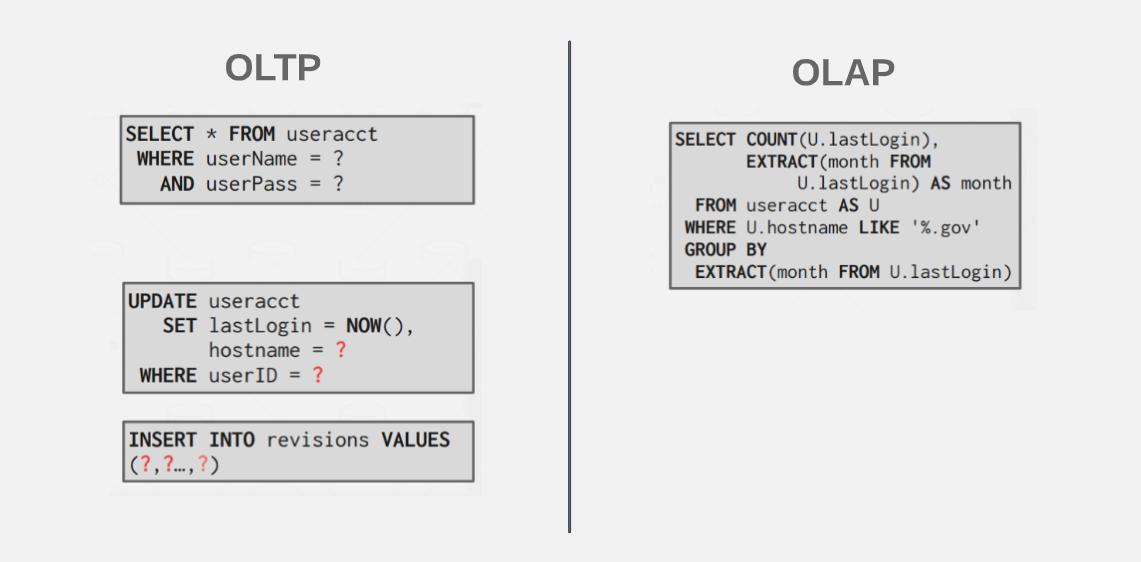 OLTP
SELECT * FROM useracct
WHERE userName = ?
AND userPass = ?
UPDATE useracct
SET lastLogin = NOW(),
hostname = ?
WHERE userID = ?
INSERT INTO revisions VALUES
(?,?…,?)
OLAP
SELECT COUNT(U.lastLogin),
EXTRACT(month FROM
U.lastLogin) AS month
FROM useracct AS U
WHERE U.hostname LIKE '%.gov'
GROUP BY
EXTRACT(month FROM U.lastLogin)